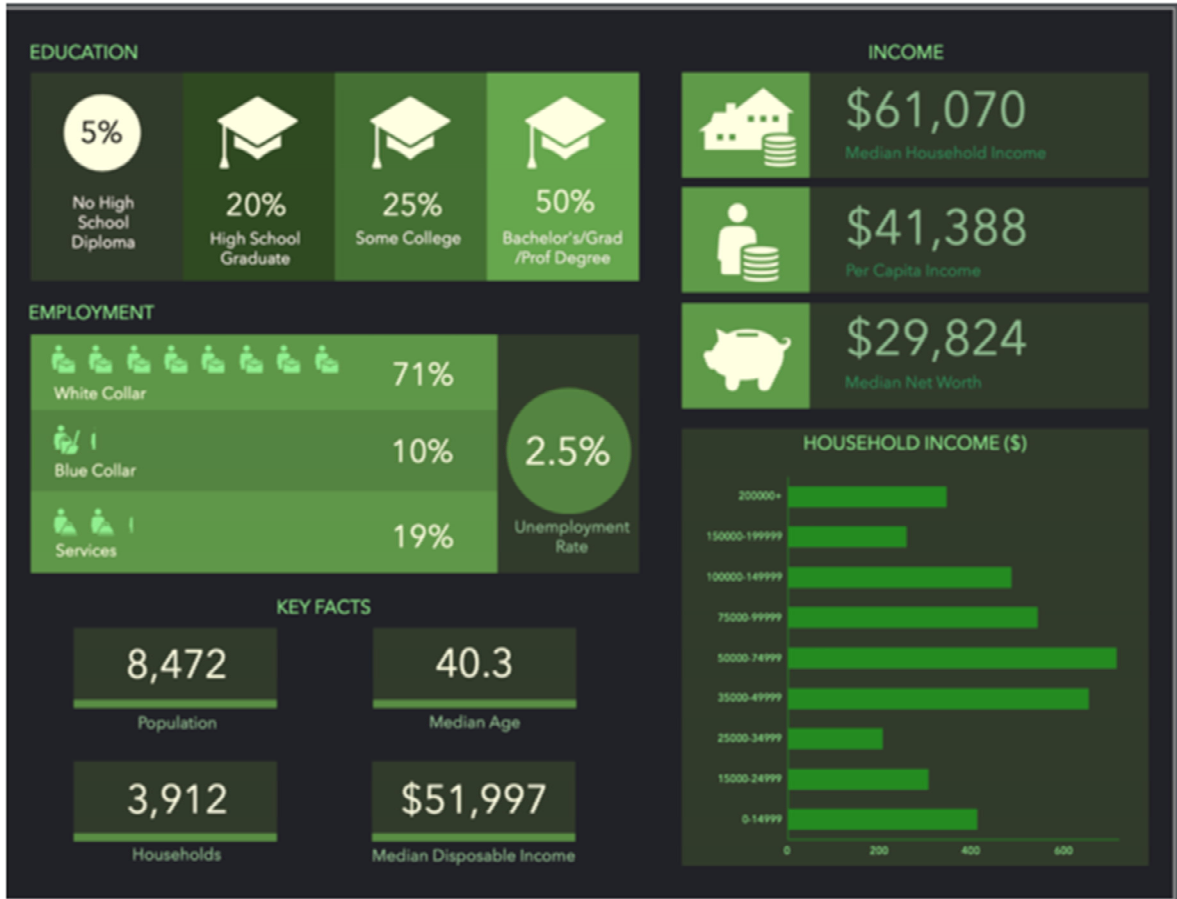 EDUCATION
5%
No High
School
Diploma
20%
High School
Graduate
25%
Some College
50%
Bachelor's/Grad
/Prof Degree
EMPLOYMENT
White Collar
71%
Blue Collar
10%
Services
19%
2.5%
Unemployment
Rate
KEY FACTS
8,472
Population
40.3
Median Age
3,912
Households
$51,997
Median Disposable Income
INCOME
$61,070
Median Household Income
$41,388
Per Capita Income
$29,824
Median Net Worth
HOUSEHOLD INCOME ($)
200000+
150000-199999
100000-149999
75000-99999
50000-74999
35000-49999
25000-34999
15000-24999
0-14999
0 200 400 600